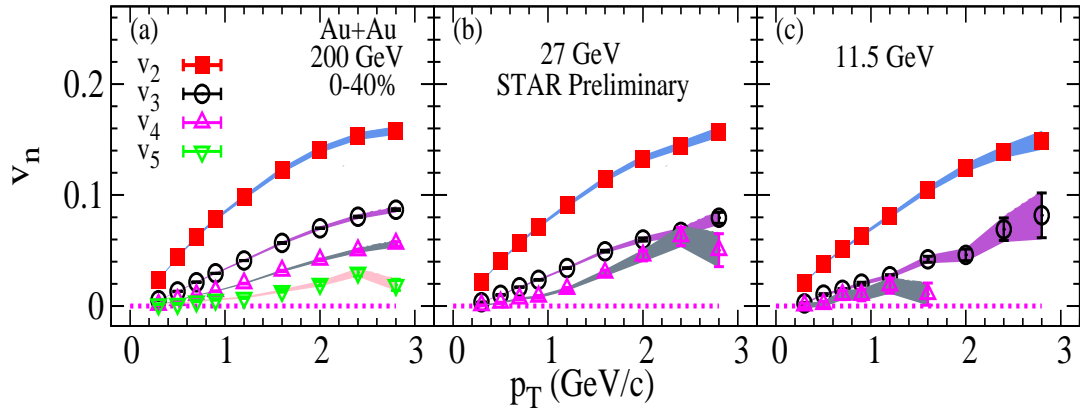 (a)
Au+Au
200 GeV
0-40%
v2
v3
v4
v5
(b)
27 GeV
STAR Preliminary
(c)
11.5 GeV
0.2
0.1
0
vn
0 1 2 3
0 1 2 3
0 1 2 3
pT (GeV/c)